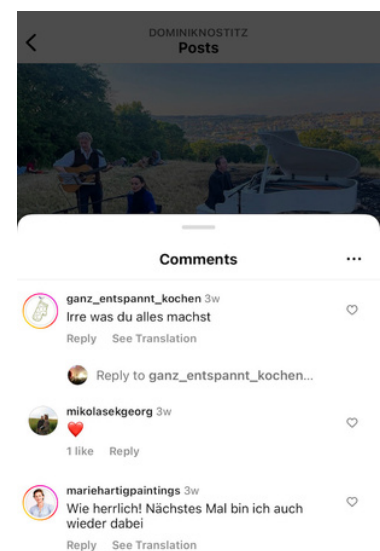 DOMINIKNOSTITZ
Posts
Comments
ganz_entspannt_kochen 3w
Irre was du alles machst
Reply See Translation
Reply to ganz_entspannt_kochen...
mikolasekgeorg 3w
❤️
1 like Reply
mariehartigpaintings 3w
Wie herrlich! Nächstes Mal bin ich auch
wieder dabei
Reply See Translation